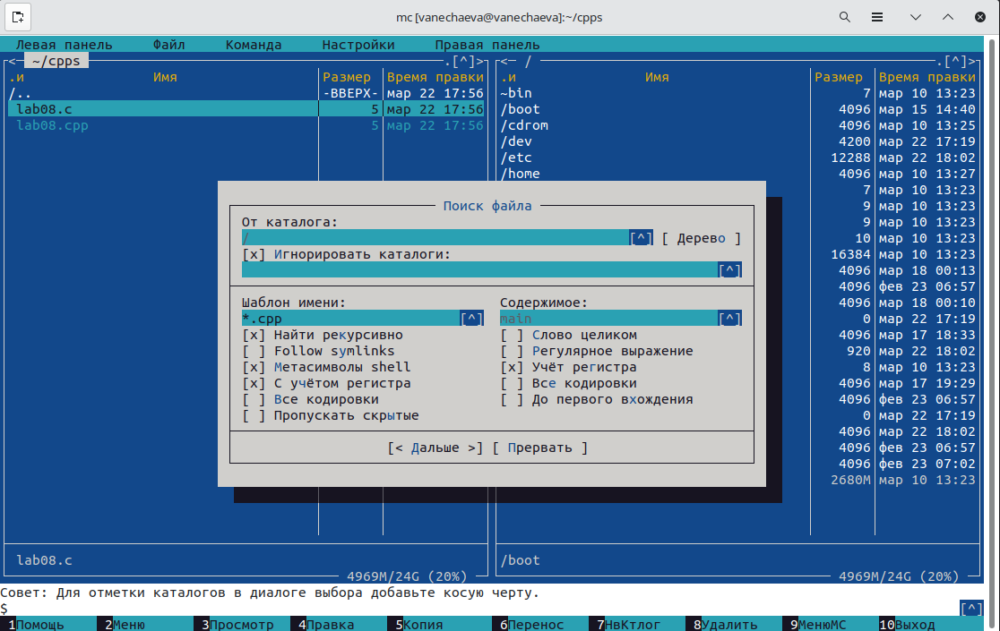 mc [vanechaeva@vanechaeva]:~/cpps
Левая панель Файл Команда Настройки Правая панель
<─ ~/cpps .[^]> <─ / .[^]>
.и Имя Размер Время правки .и Имя Размер Время правки
/.. -ВВЕРХ- мар 22 17:56 ~bin 7 мар 10 13:23
lab08.c 5 мар 22 17:56 /boot 4096 мар 15 14:40
lab08.cpp 5 мар 22 17:56 /cdrom 4096 мар 10 13:25
/dev 4200 мар 22 17:19
/etc 12288 мар 22 18:02
/home 4096 мар 10 13:27
7 мар 10 13:23
Поиск файла 9 мар 10 13:23
От каталога: 9 мар 10 13:23
/ [^] [ Дерево ] 10 мар 10 13:23
[x] Игнорировать каталоги: 16384 мар 10 13:23
[^] 4096 мар 18 00:13
4096 фев 23 06:57
Шаблон имени: Содержимое: 4096 мар 18 00:10
*.cpp [^] main [^] 0 мар 22 17:19
[x] Найти рекурсивно [ ] Слово целиком 4096 мар 17 18:33
[ ] Follow symlinks [ ] Регулярное выражение 920 мар 22 18:02
[x] Метасимволы shell [x] Учёт регистра 8 мар 10 13:23
[x] С учётом регистра [ ] Все кодировки 4096 мар 17 19:29
[ ] Все кодировки [ ] До первого вхождения 4096 фев 23 06:57
[ ] Пропускать скрытые 0 мар 22 17:19
4096 мар 22 18:02
[< Дальше >] [ Прервать ] 4096 фев 23 06:57
4096 фев 23 07:02
2680M мар 10 13:23
lab08.c /boot
4969M/24G (20%) 4969M/24G (20%)
Совет: Для отметки каталогов в диалоге выбора добавьте косую черту.
$ [^]
1Помощь 2Меню 3Просмотр 4Правка 5Копия 6Перенос 7НвКтлог 8Удалить 9МенюМС 10Выход